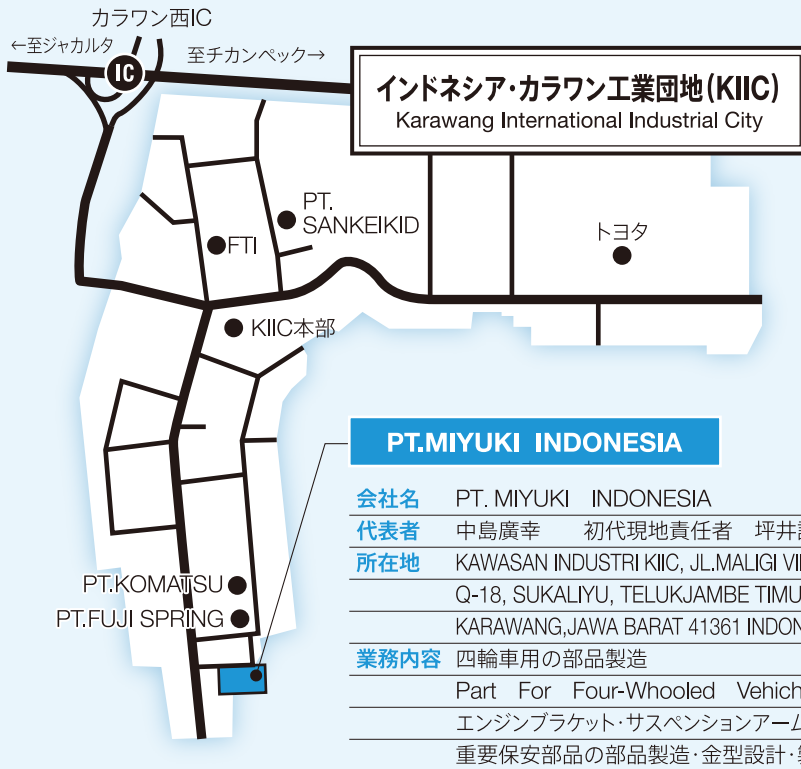 カラワン西IC
←至ジャカルタ
至チカンペック→
IC
インドネシア・カラワン工業団地(KIIC)
Karawang International Industrial City
PT.
SANKEIKID
FTI
トヨタ
KIIC本部
PT.MIYUKI INDONESIA
会社名 PT. MIYUKI INDONESIA
代表者 中島廣幸 初代現地責任者 坪井
所在地 KAWASAN INDUSTRI KIIC, JL.MALIGI
Q-18, SUKALIYU, TELUKJAMBE TIMU
KARAWANG,JAWA BARAT 41361 INDON
PT.KOMATSU
PT.FUJI SPRING
業務内容 四輪車用の部品製造
Part For Four-Whooled Vehich
エンジンブラケット・サスペンションアーム
重要保安部品の部品製造・金型設計・